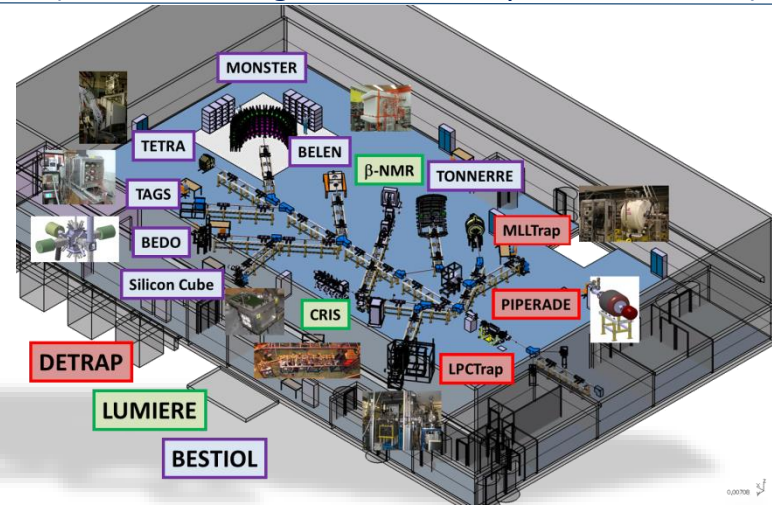 MONSTER
TETRA
BELEN
β-NMR
TONNERRE
TAGS
MLLTrap
BEDO
Silicon Cube
PIPERADE
CRIS
LPCTrap
DETRAP
LUMIERE
BESTIOL
0,00708